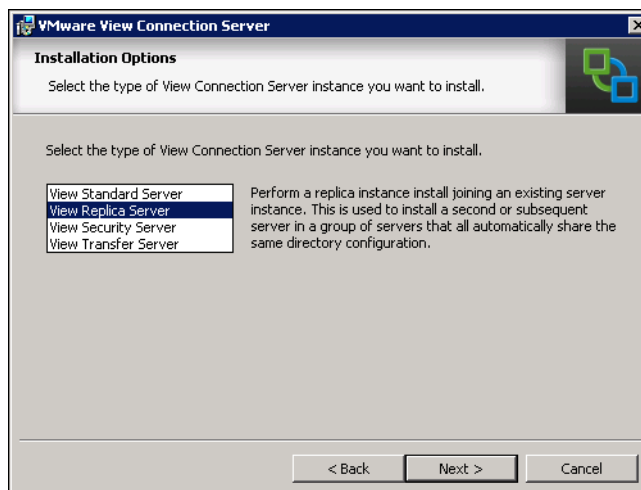 VMware View Connection Server
Installation Options
Select the type of View Connection Server instance you want to install.
Select the type of View Connection Server instance you want to install.
View Standard Server
View Replica Server
View Security Server
View Transfer Server
Perform a replica instance install joining an existing server
instance. This is used to install a second or subsequent
server in a group of servers that all automatically share the
same directory configuration.
< Back
Next >
Cancel